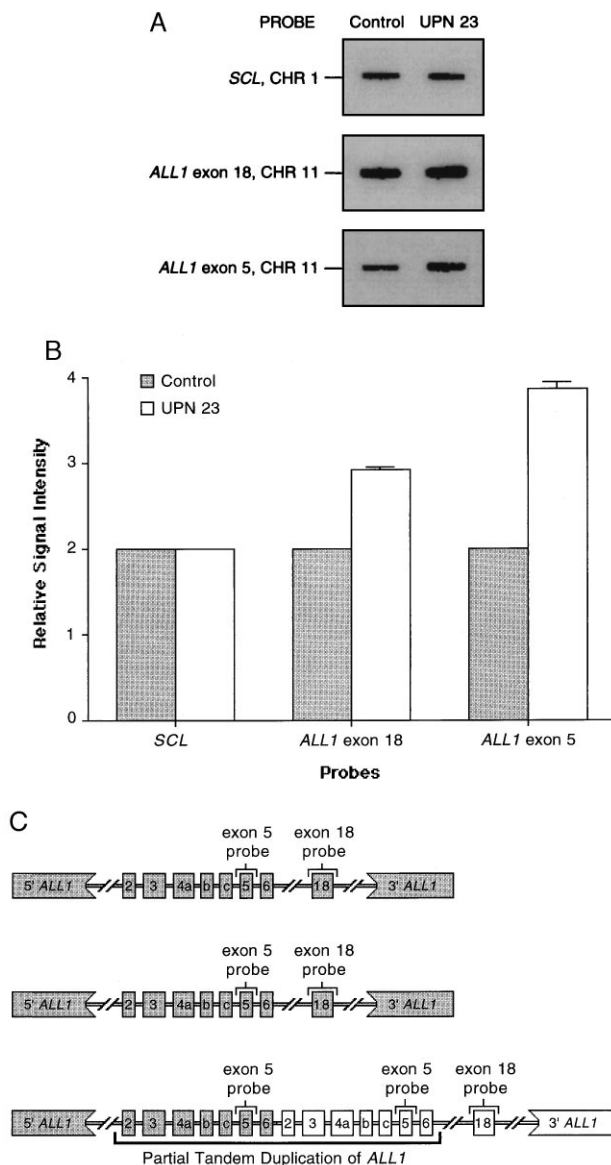 A
PROBE Control UPN 23
SCL, CHR 1
ALL1 exon 18, CHR 11
ALL1 exon 5, CHR 11
B
Control
UPN 23
Relative Signal Intensity
4
3
2
1
0
SCL ALL1 exon 18 ALL1 exon 5
Probes
C
exon 5 exon 18
probe probe
5' ALL1 2 3 4a b c 5 6 18 3' ALL1
exon 5 exon 18
probe probe
5' ALL1 2 3 4a b c 5 6 18 3' ALL1
exon 5 exon 5 exon 18
probe probe probe
5' ALL1 2 3 4a b c 5 6 2 3 4a b c 5 6 18 3' ALL1
Partial Tandem Duplication of ALL1